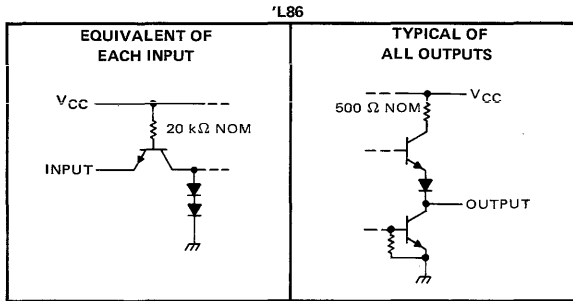 'L86
EQUIVALENT OF
EACH INPUT
VCC
20 kΩ NOM
INPUT
TYPICAL OF
ALL OUTPUTS
VCC
500 Ω NOM
OUTPUT